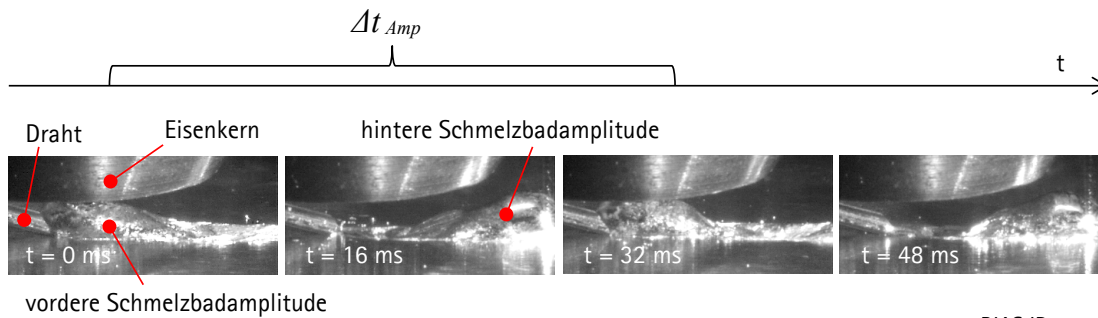 Δt Amp
t
Draht
Eisenkern
hintere Schmelzbadamplitude
t = 0 ms
t = 16 ms
t = 32 ms
t = 48 ms
vordere Schmelzbadamplitude